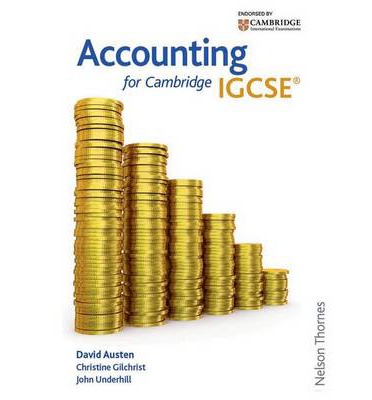 ENDORSED BY
CAMBRIDGE
International Examinations
Accounting
for Cambridge IGCSE®
David Austen
Christine Gilchrist
John Underhill
Nelson Thornes